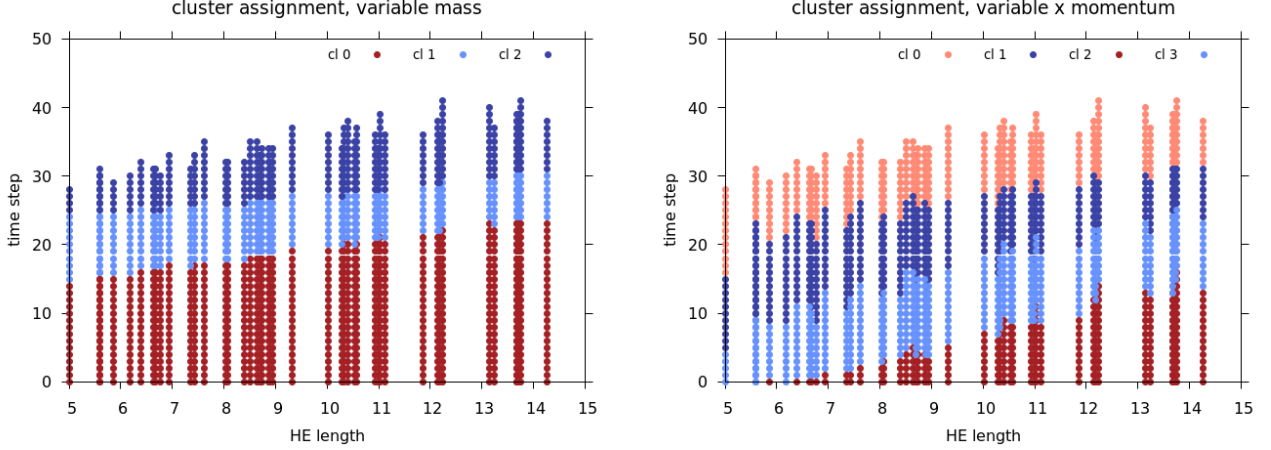 cluster assignment, variable mass
50
cl 0 cl 1 cl 2
40
30
20
10
0
time step
5 6 7 8 9 10 11 12 13 14 15
HE length
cluster assignment, variable x momentum
50
cl 0 cl 1 cl 2 cl 3
40
30
20
10
0
time step
5 6 7 8 9 10 11 12 13 14 15
HE length